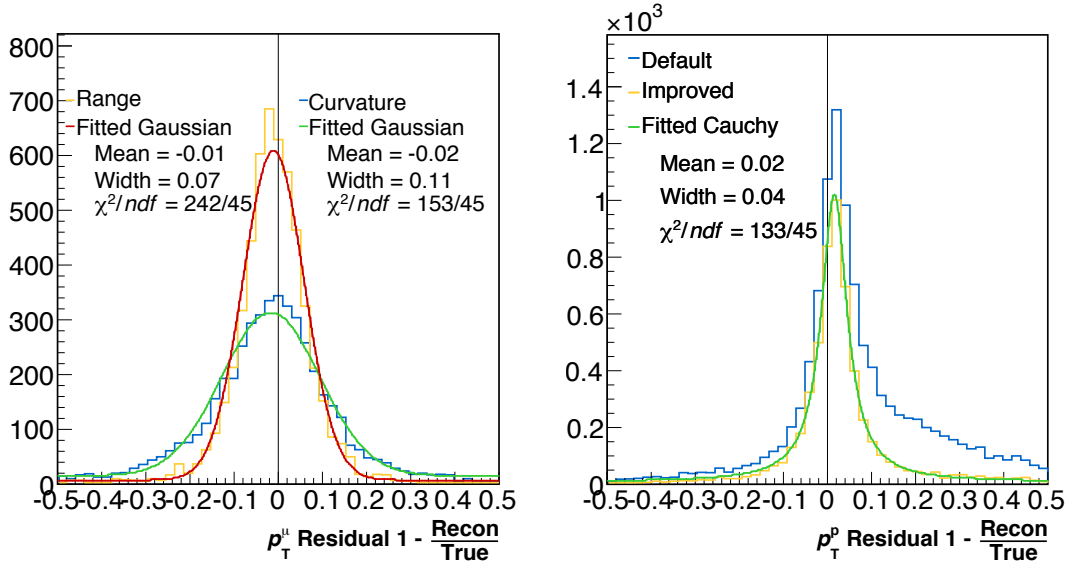 800
700
600
500
400
300
200
100
0
Range
Fitted Gaussian
Mean = -0.01
Width = 0.07
χ²/ndf = 242/45
Curvature
Fitted Gaussian
Mean = -0.02
Width = 0.11
χ²/ndf = 153/45
-0.5 -0.4 -0.3 -0.2 -0.1 0 0.1 0.2 0.3 0.4 0.5
p_T^μ Residual 1 - Recon
True
×10³
1.4
1.2
1
0.8
0.6
0.4
0.2
0
Default
Improved
Fitted Cauchy
Mean = 0.02
Width = 0.04
χ²/ndf = 133/45
-0.5 -0.4 -0.3 -0.2 -0.1 0 0.1 0.2 0.3 0.4 0.5
p_T^p Residual 1 - Recon
True